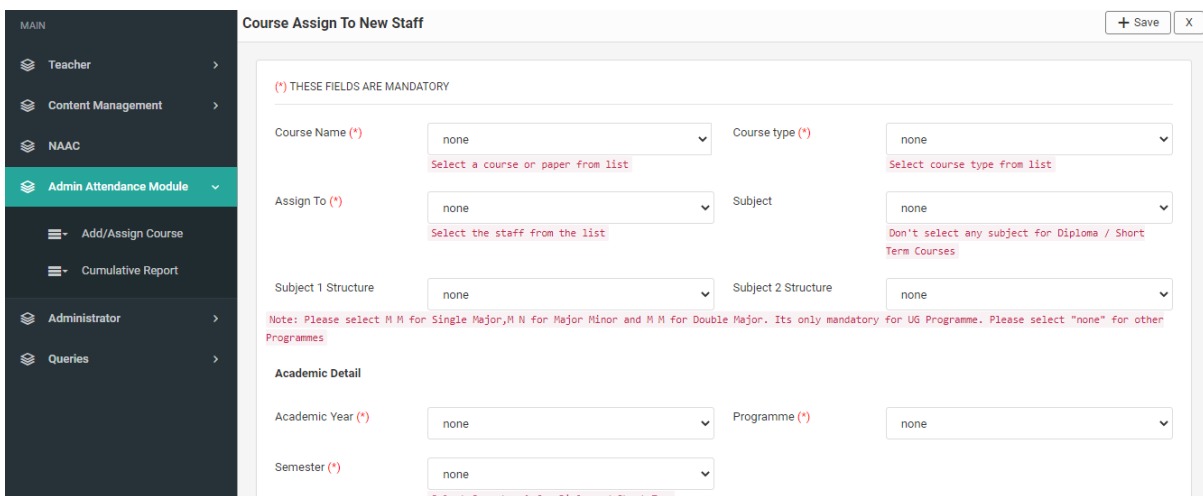 MAIN
Teacher
Content Management
NAAC
Admin Attendance Module
Add/Assign Course
Cumulative Report
Administrator
Queries
Course Assign To New Staff
+ Save
X
(*) THESE FIELDS ARE MANDATORY
Course Name (*)
none
Select a course or paper from list
Course type (*)
none
Select course type from list
Assign To (*)
none
Select the staff from the list
Subject
none
Don't select any subject for Diploma / Short
Term Courses
Subject 1 Structure
none
Subject 2 Structure
none
Note: Please select M M for Single Major,M N for Major Minor and M M for Double Major. Its only mandatory for UG Programme. Please select "none" for other
Programmes
Academic Detail
Academic Year (*)
none
Programme (*)
none
Semester (*)
none